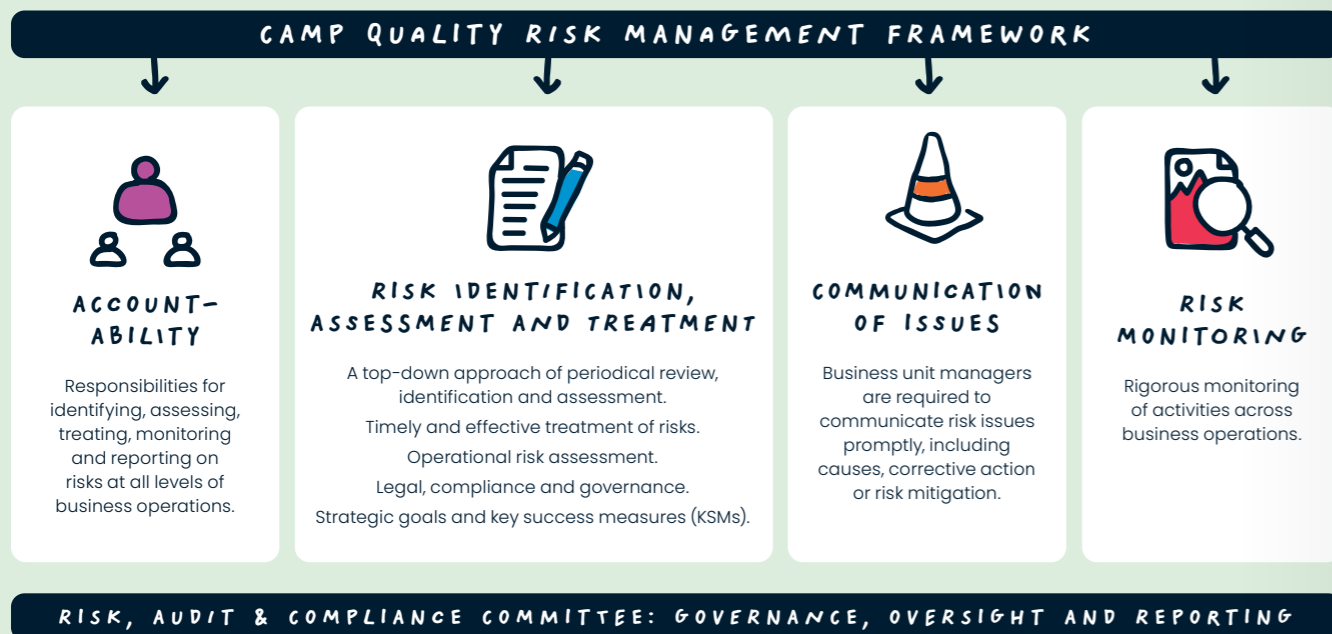 CAMP QUALITY RISK MANAGEMENT FRAMEWORK
ACCOUNT-
ABILITY
Responsibilities for
identifying, assessing,
treating, monitoring
and reporting on
risks at all levels of
business operations.
RISK IDENTIFICATION,
ASSESSMENT AND TREATMENT
A top-down approach of periodical review,
identification and assessment.
Timely and effective treatment of risks.
Operational risk assessment.
Legal, compliance and governance.
Strategic goals and key success measures (KSMs).
COMMUNICATION
OF ISSUES
Business unit managers
are required to
communicate risk issues
promptly, including
causes, corrective action
or risk mitigation.
RISK
MONITORING
Rigorous monitoring
of activities across
business operations.
RISK, AUDIT & COMPLIANCE COMMITTEE: GOVERNANCE, OVERSIGHT AND REPORTING